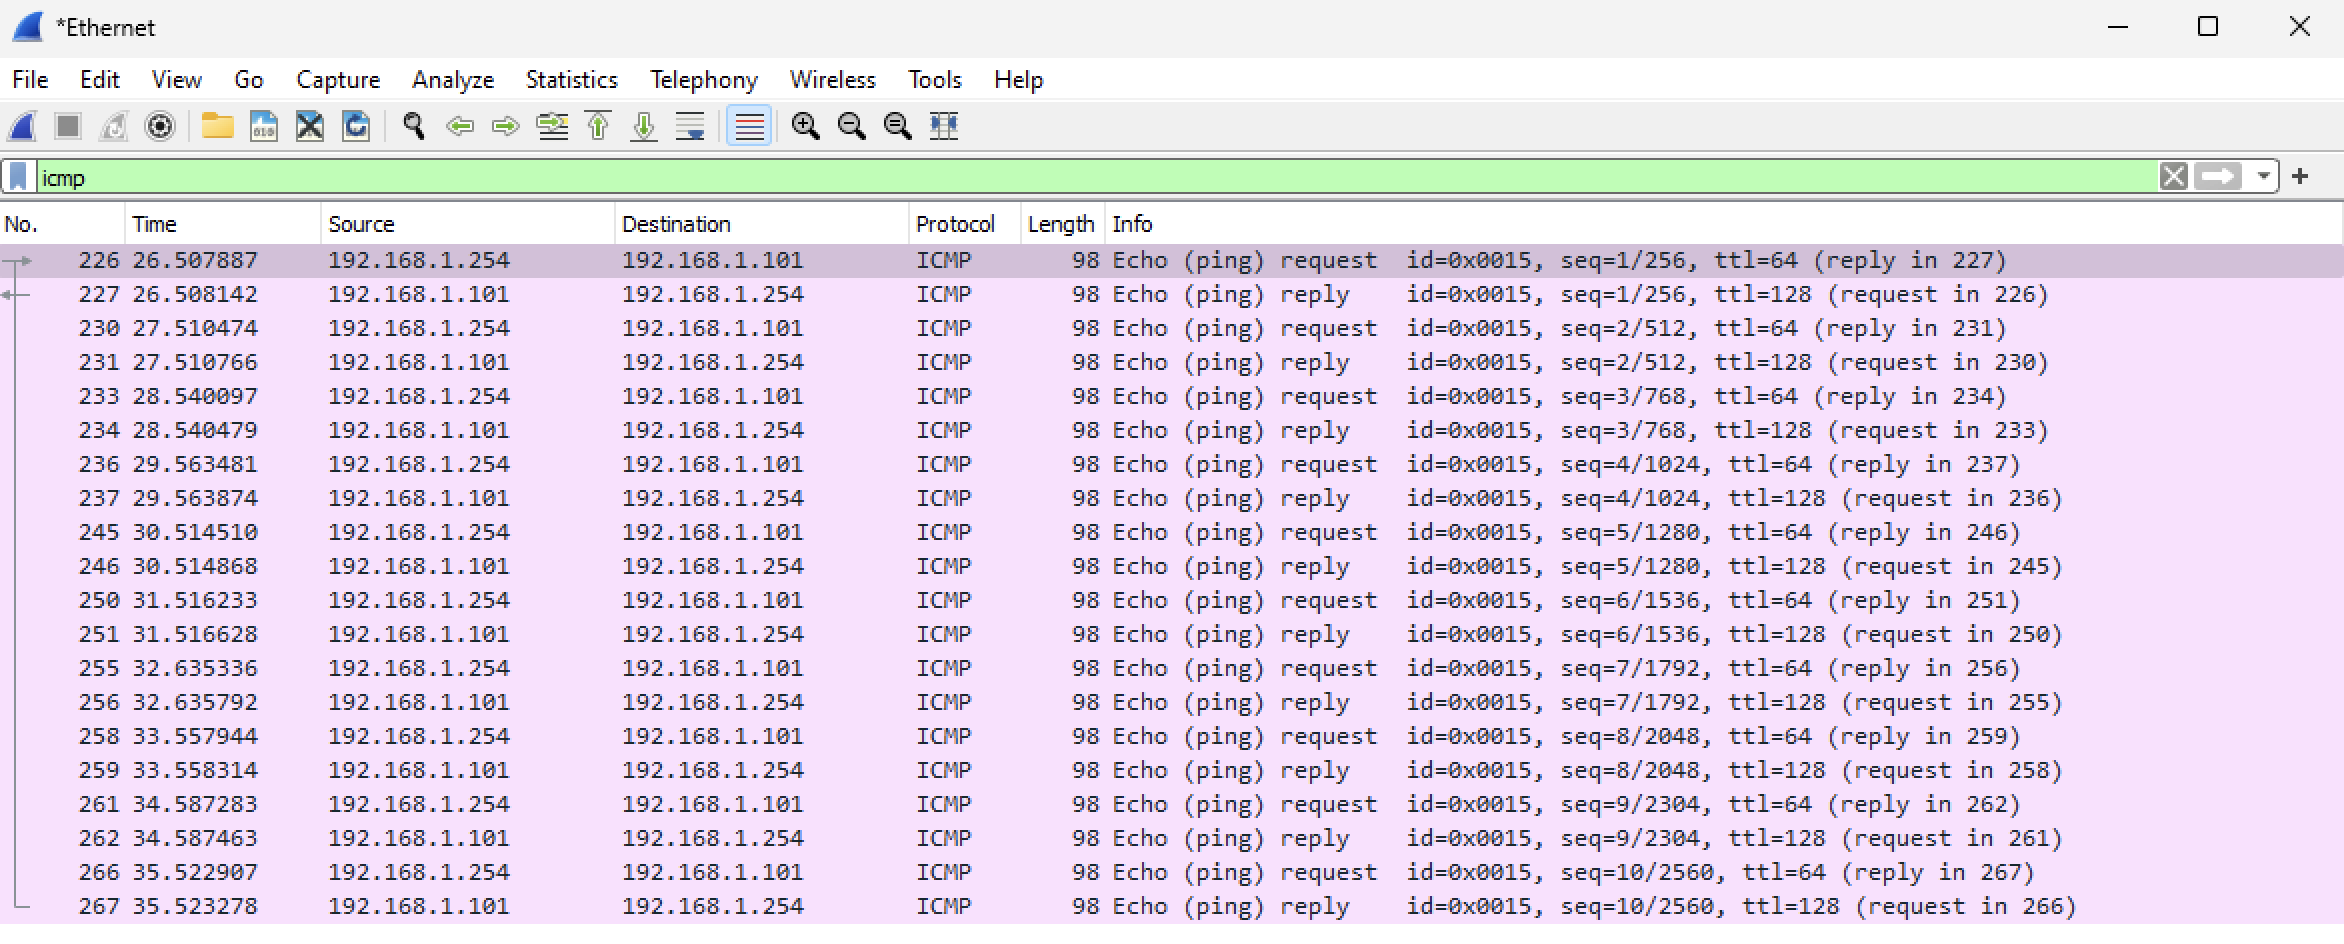 *Ethernet
File Edit View Go Capture Analyze Statistics Telephony Wireless Tools Help
icmp
No. Time Source Destination Protocol Length Info
226 26.507887 192.168.1.254 192.168.1.101 ICMP 98 Echo (ping) request id=0x0015, seq=1/256, ttl=64 (reply in 227)
227 26.508142 192.168.1.101 192.168.1.254 ICMP 98 Echo (ping) reply id=0x0015, seq=1/256, ttl=128 (request in 226)
230 27.510474 192.168.1.254 192.168.1.101 ICMP 98 Echo (ping) request id=0x0015, seq=2/512, ttl=64 (reply in 231)
231 27.510766 192.168.1.101 192.168.1.254 ICMP 98 Echo (ping) reply id=0x0015, seq=2/512, ttl=128 (request in 230)
233 28.540097 192.168.1.254 192.168.1.101 ICMP 98 Echo (ping) request id=0x0015, seq=3/768, ttl=64 (reply in 234)
234 28.540479 192.168.1.101 192.168.1.254 ICMP 98 Echo (ping) reply id=0x0015, seq=3/768, ttl=128 (request in 233)
236 29.563481 192.168.1.254 192.168.1.101 ICMP 98 Echo (ping) request id=0x0015, seq=4/1024, ttl=64 (reply in 237)
237 29.563874 192.168.1.101 192.168.1.254 ICMP 98 Echo (ping) reply id=0x0015, seq=4/1024, ttl=128 (request in 236)
245 30.514510 192.168.1.254 192.168.1.101 ICMP 98 Echo (ping) request id=0x0015, seq=5/1280, ttl=64 (reply in 246)
246 30.514868 192.168.1.101 192.168.1.254 ICMP 98 Echo (ping) reply id=0x0015, seq=5/1280, ttl=128 (request in 245)
250 31.516233 192.168.1.254 192.168.1.101 ICMP 98 Echo (ping) request id=0x0015, seq=6/1536, ttl=64 (reply in 251)
251 31.516628 192.168.1.101 192.168.1.254 ICMP 98 Echo (ping) reply id=0x0015, seq=6/1536, ttl=128 (request in 250)
255 32.635336 192.168.1.254 192.168.1.101 ICMP 98 Echo (ping) request id=0x0015, seq=7/1792, ttl=64 (reply in 256)
256 32.635792 192.168.1.101 192.168.1.254 ICMP 98 Echo (ping) reply id=0x0015, seq=7/1792, ttl=128 (request in 255)
258 33.557944 192.168.1.254 192.168.1.101 ICMP 98 Echo (ping) request id=0x0015, seq=8/2048, ttl=64 (reply in 259)
259 33.558314 192.168.1.101 192.168.1.254 ICMP 98 Echo (ping) reply id=0x0015, seq=8/2048, ttl=128 (request in 258)
261 34.587283 192.168.1.254 192.168.1.101 ICMP 98 Echo (ping) request id=0x0015, seq=9/2304, ttl=64 (reply in 262)
262 34.587463 192.168.1.101 192.168.1.254 ICMP 98 Echo (ping) reply id=0x0015, seq=9/2304, ttl=128 (request in 261)
266 35.522907 192.168.1.254 192.168.1.101 ICMP 98 Echo (ping) request id=0x0015, seq=10/2560, ttl=64 (reply in 267)
267 35.523278 192.168.1.101 192.168.1.254 ICMP 98 Echo (ping) reply id=0x0015, seq=10/2560, ttl=128 (request in 266)